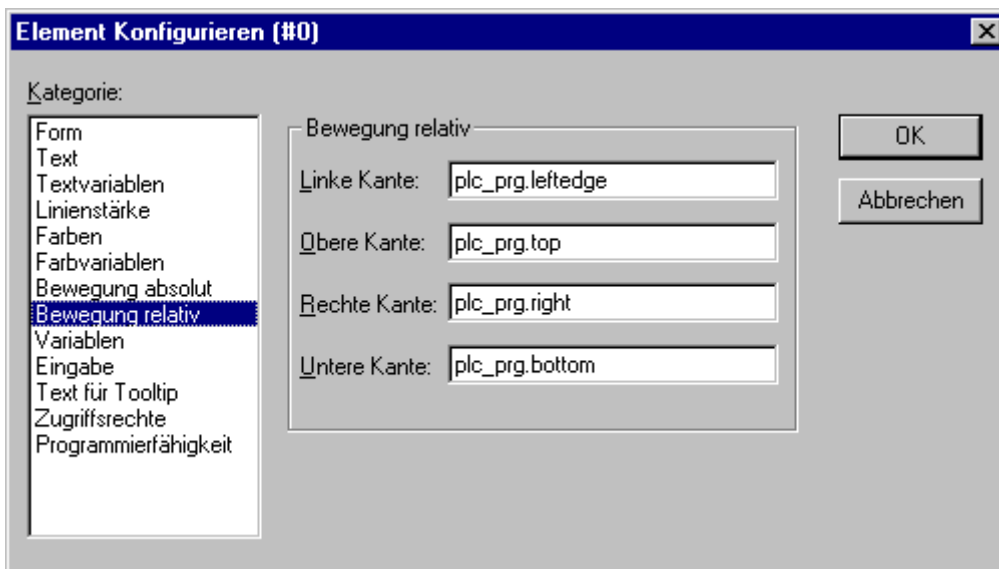 Element Konfigurieren (#0)
Kategorie:
Form
Text
Textvariablen
Linienstärke
Farben
Farbvariablen
Bewegung absolut
Bewegung relativ
Variablen
Eingabe
Text für Tooltip
Zugriffsrechte
Programmierfähigkeit
Bewegung relativ
Linke Kante: plc_prg.leftedge
Obere Kante: plc_prg.top
Rechte Kante: plc_prg.right
Untere Kante: plc_prg.bottom
OK
Abbrechen